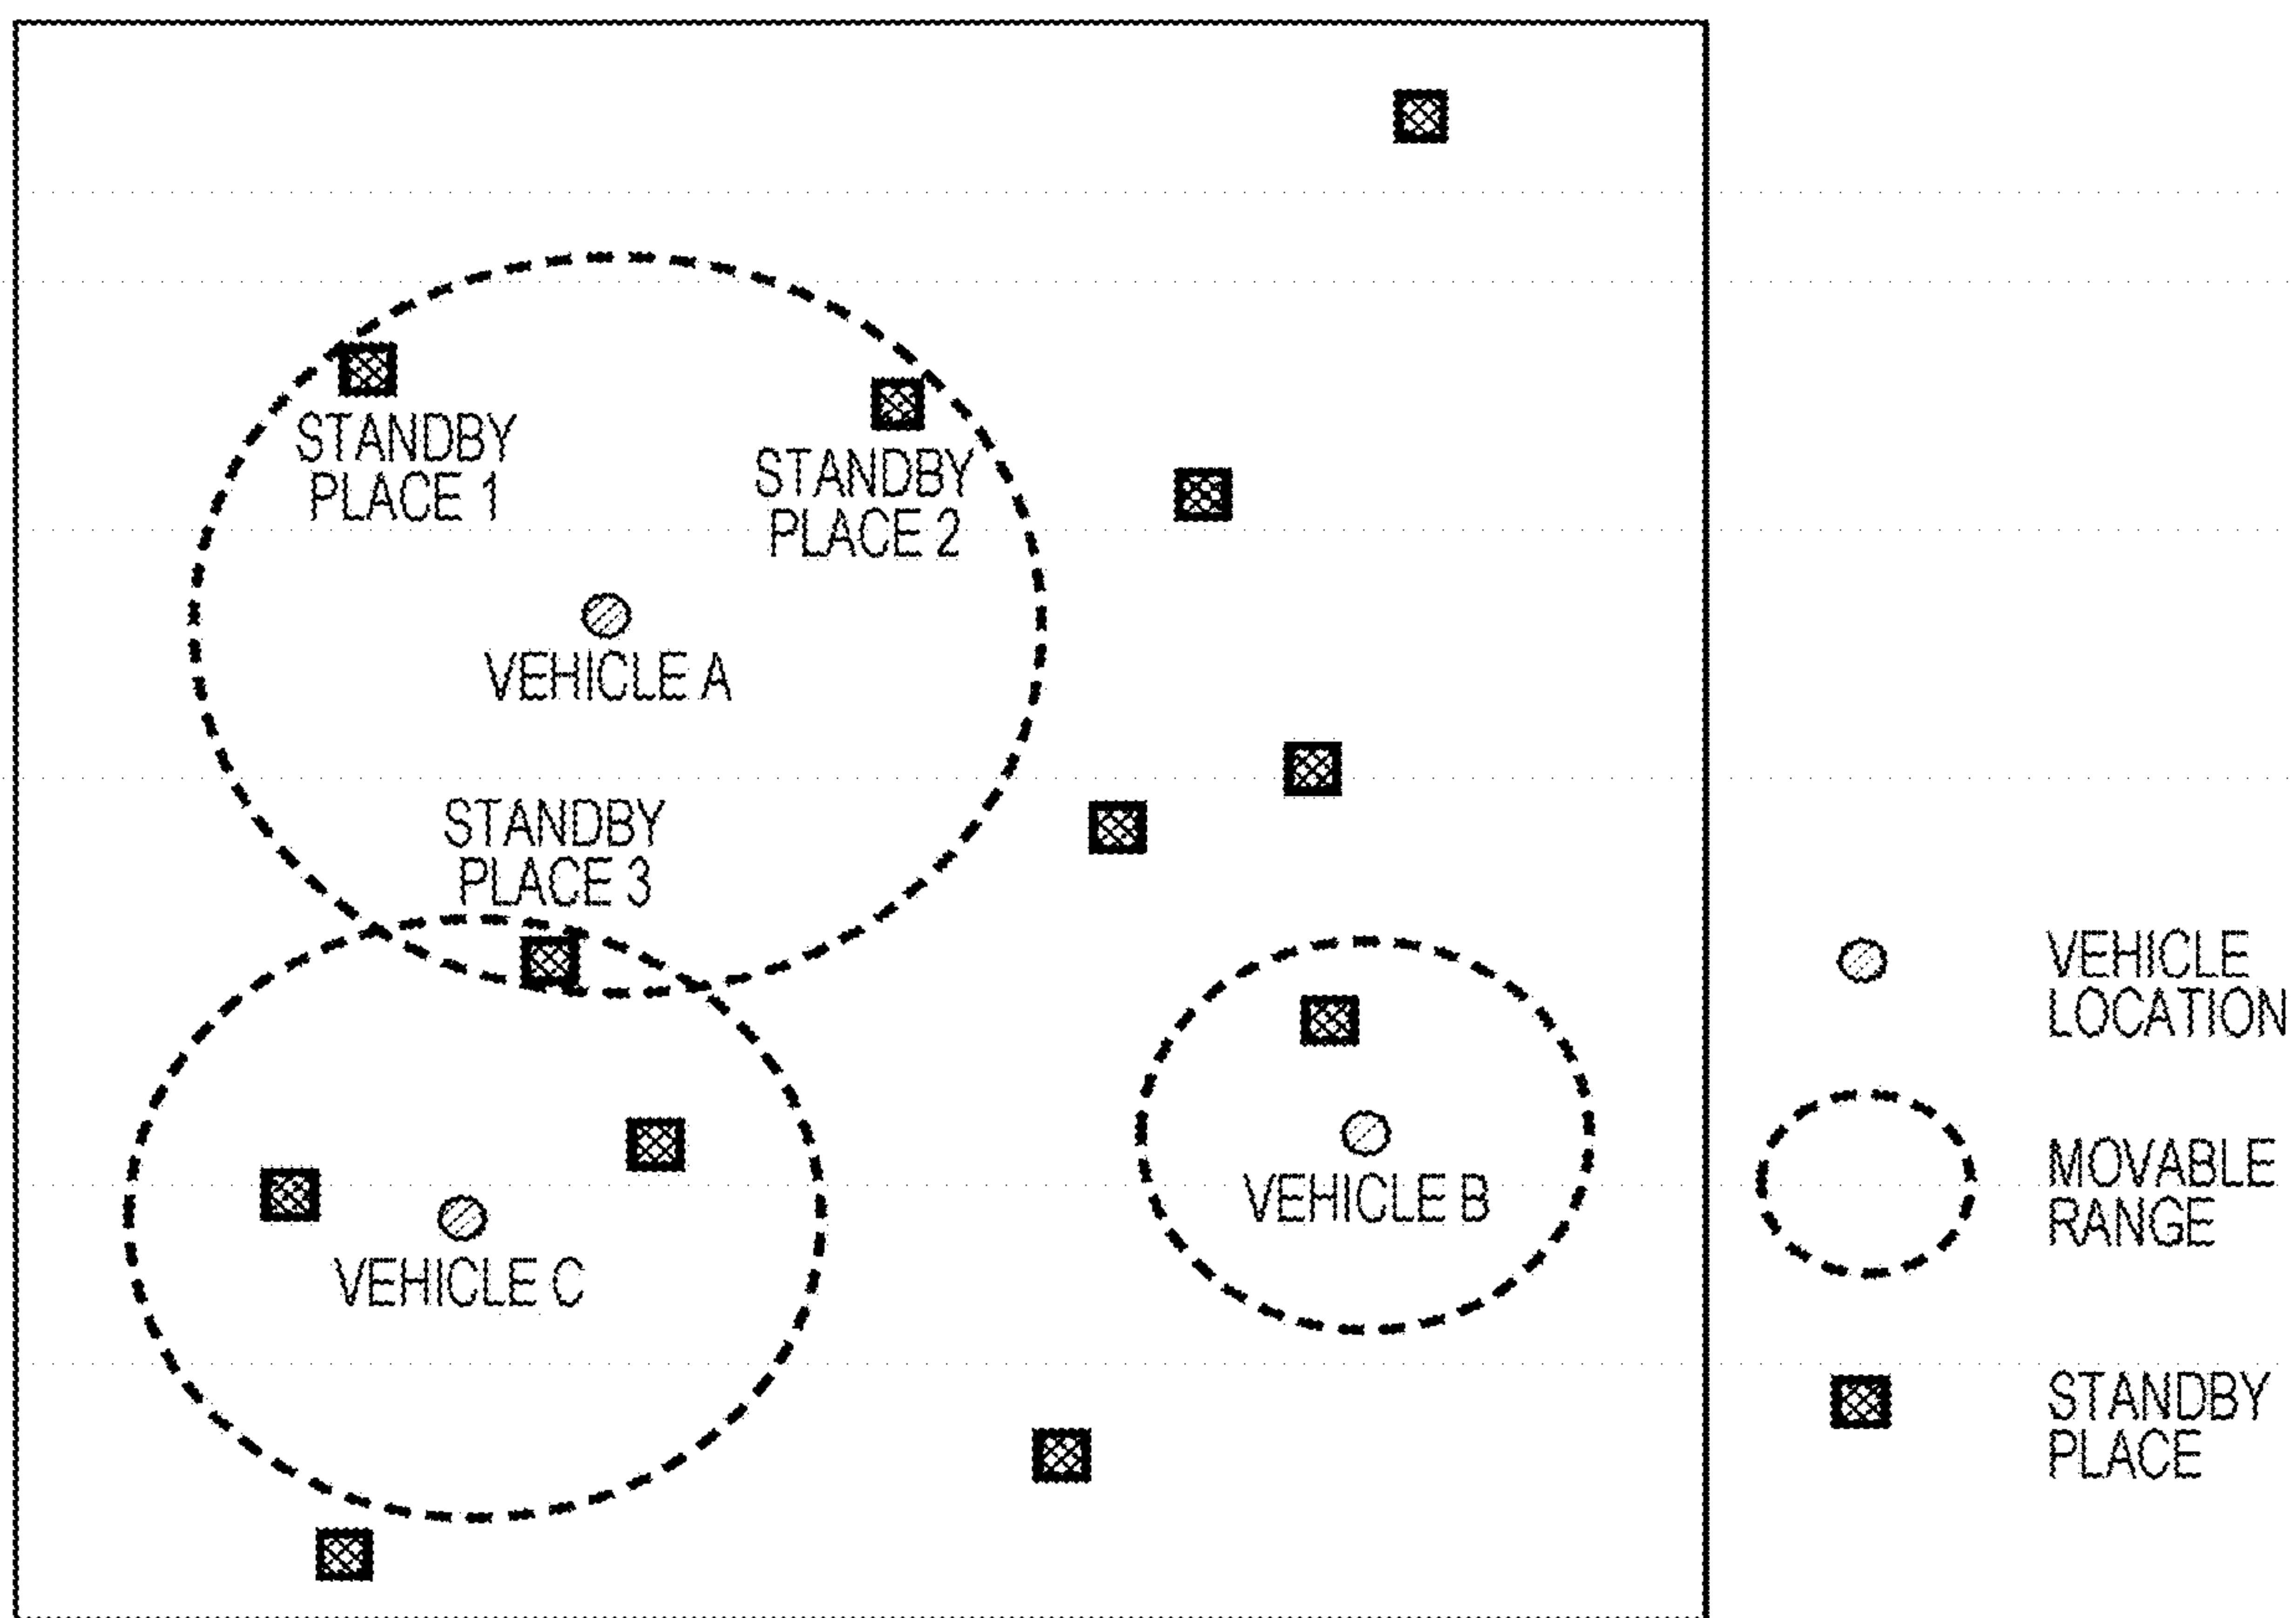 STANDBY
PLACE 1
STANDBY
PLACE 2
VEHICLE A
STANDBY
PLACE 3
VEHICLE B
VEHICLE C
VEHICLE
LOCATION
MOVABLE
RANGE
STANDBY
PLACE